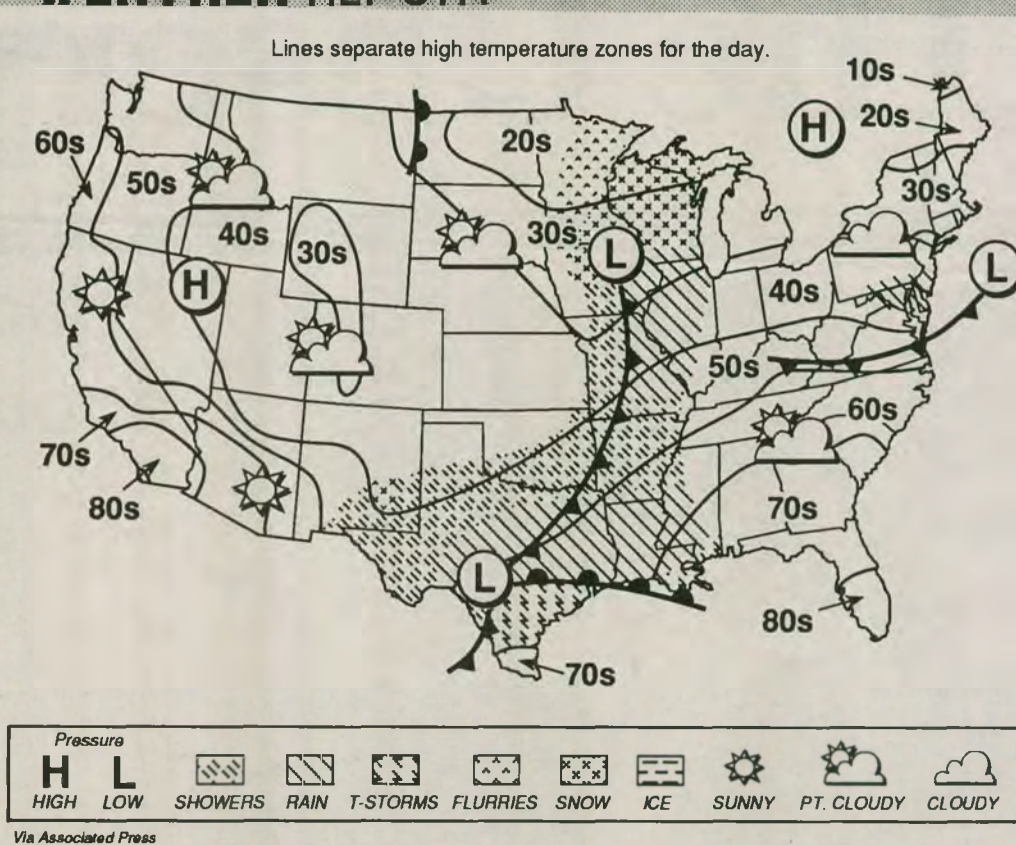 Lines separate high temperature zones for the day.
10s
H
20s
60s
20s
50s
30s
40s
30s
30s
L
L
H
40s
50s
60s
70s
80s
70s
L
80s
70s
Pressure
H L
HIGH LOW SHOWERS RAIN T-STORMS FLURRIES SNOW ICE SUNNY PT. CLOUDY CLOUDY
Via Associated Press